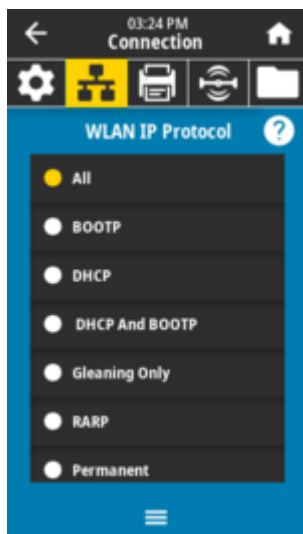 03:24 PM
Connection
WLAN IP Protocol
?
All
BOOTP
DHCP
DHCP And BOOTP
Gleaning Only
RARP
Permanent